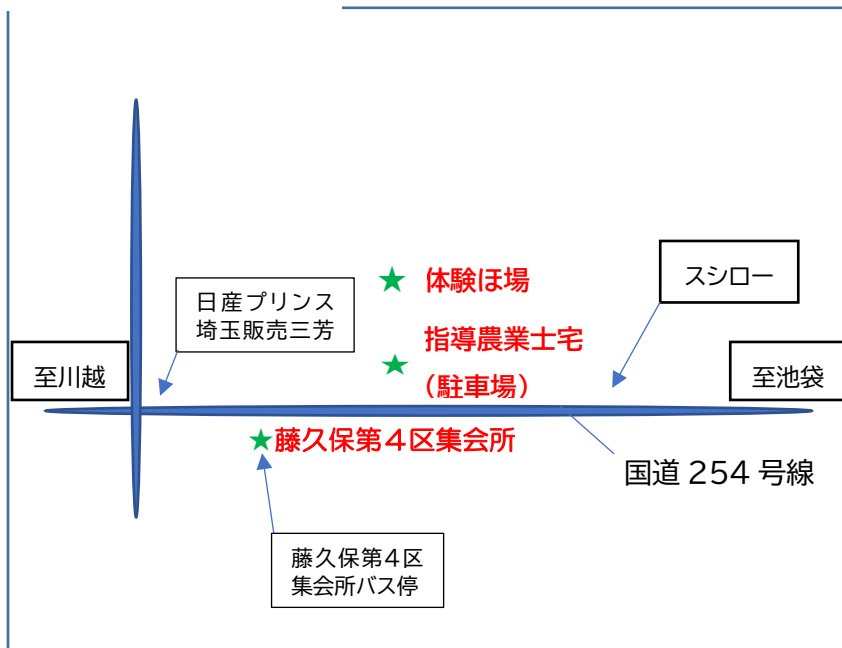 体験ほ場
スシロー
日産プリンス
埼玉販売三芳
指導農業士宅
（駐車場）
至川越
至池袋
藤久保第４区集会所
国道 254 号線
藤久保第４区
集会所バス停